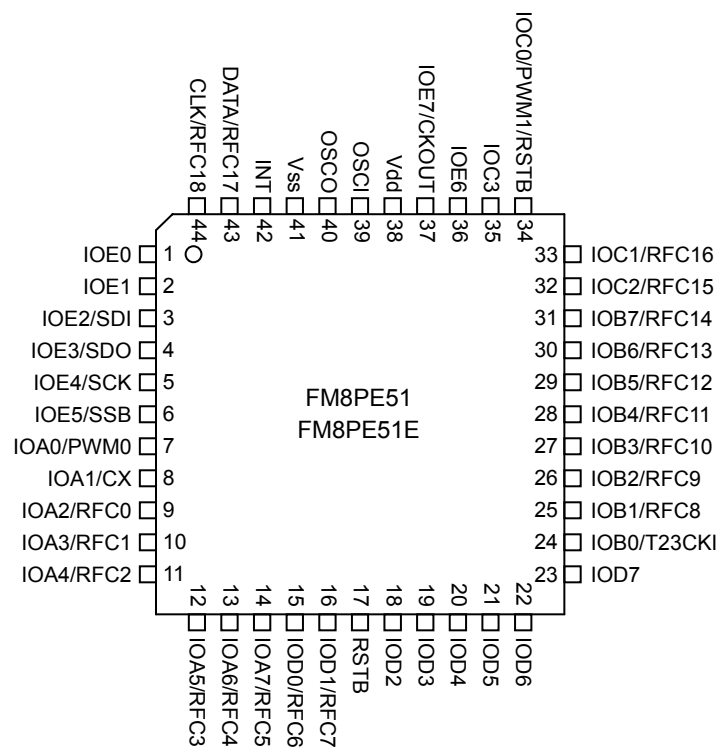 CLK/RFC18
DATA/RFC17
INT
Vss
OSCO
OSCI
Vdd
IOE7/CKOUT
IOE6
IOC3
IOC0/PWM1/RSTB
44
43
42
41
40
39
38
37
36
35
34
IOE0 1
IOE1 2
IOE2/SDI 3
IOE3/SDO 4
IOE4/SCK 5
IOE5/SSB 6
IOA0/PWM0 7
IOA1/CX 8
IOA2/RFC0 9
IOA3/RFC1 10
IOA4/RFC2 11
FM8PE51
FM8PE51E
33 IOC1/RFC16
32 IOC2/RFC15
31 IOB7/RFC14
30 IOB6/RFC13
29 IOB5/RFC12
28 IOB4/RFC11
27 IOB3/RFC10
26 IOB2/RFC9
25 IOB1/RFC8
24 IOB0/T23CKI
23 IOD7
12
13
14
15
16
17
18
19
20
21
22
IOA5/RFC3
IOA6/RFC4
IOA7/RFC5
IOD0/RFC6
IOD1/RFC7
RSTB
IOD2
IOD3
IOD4
IOD5
IOD6